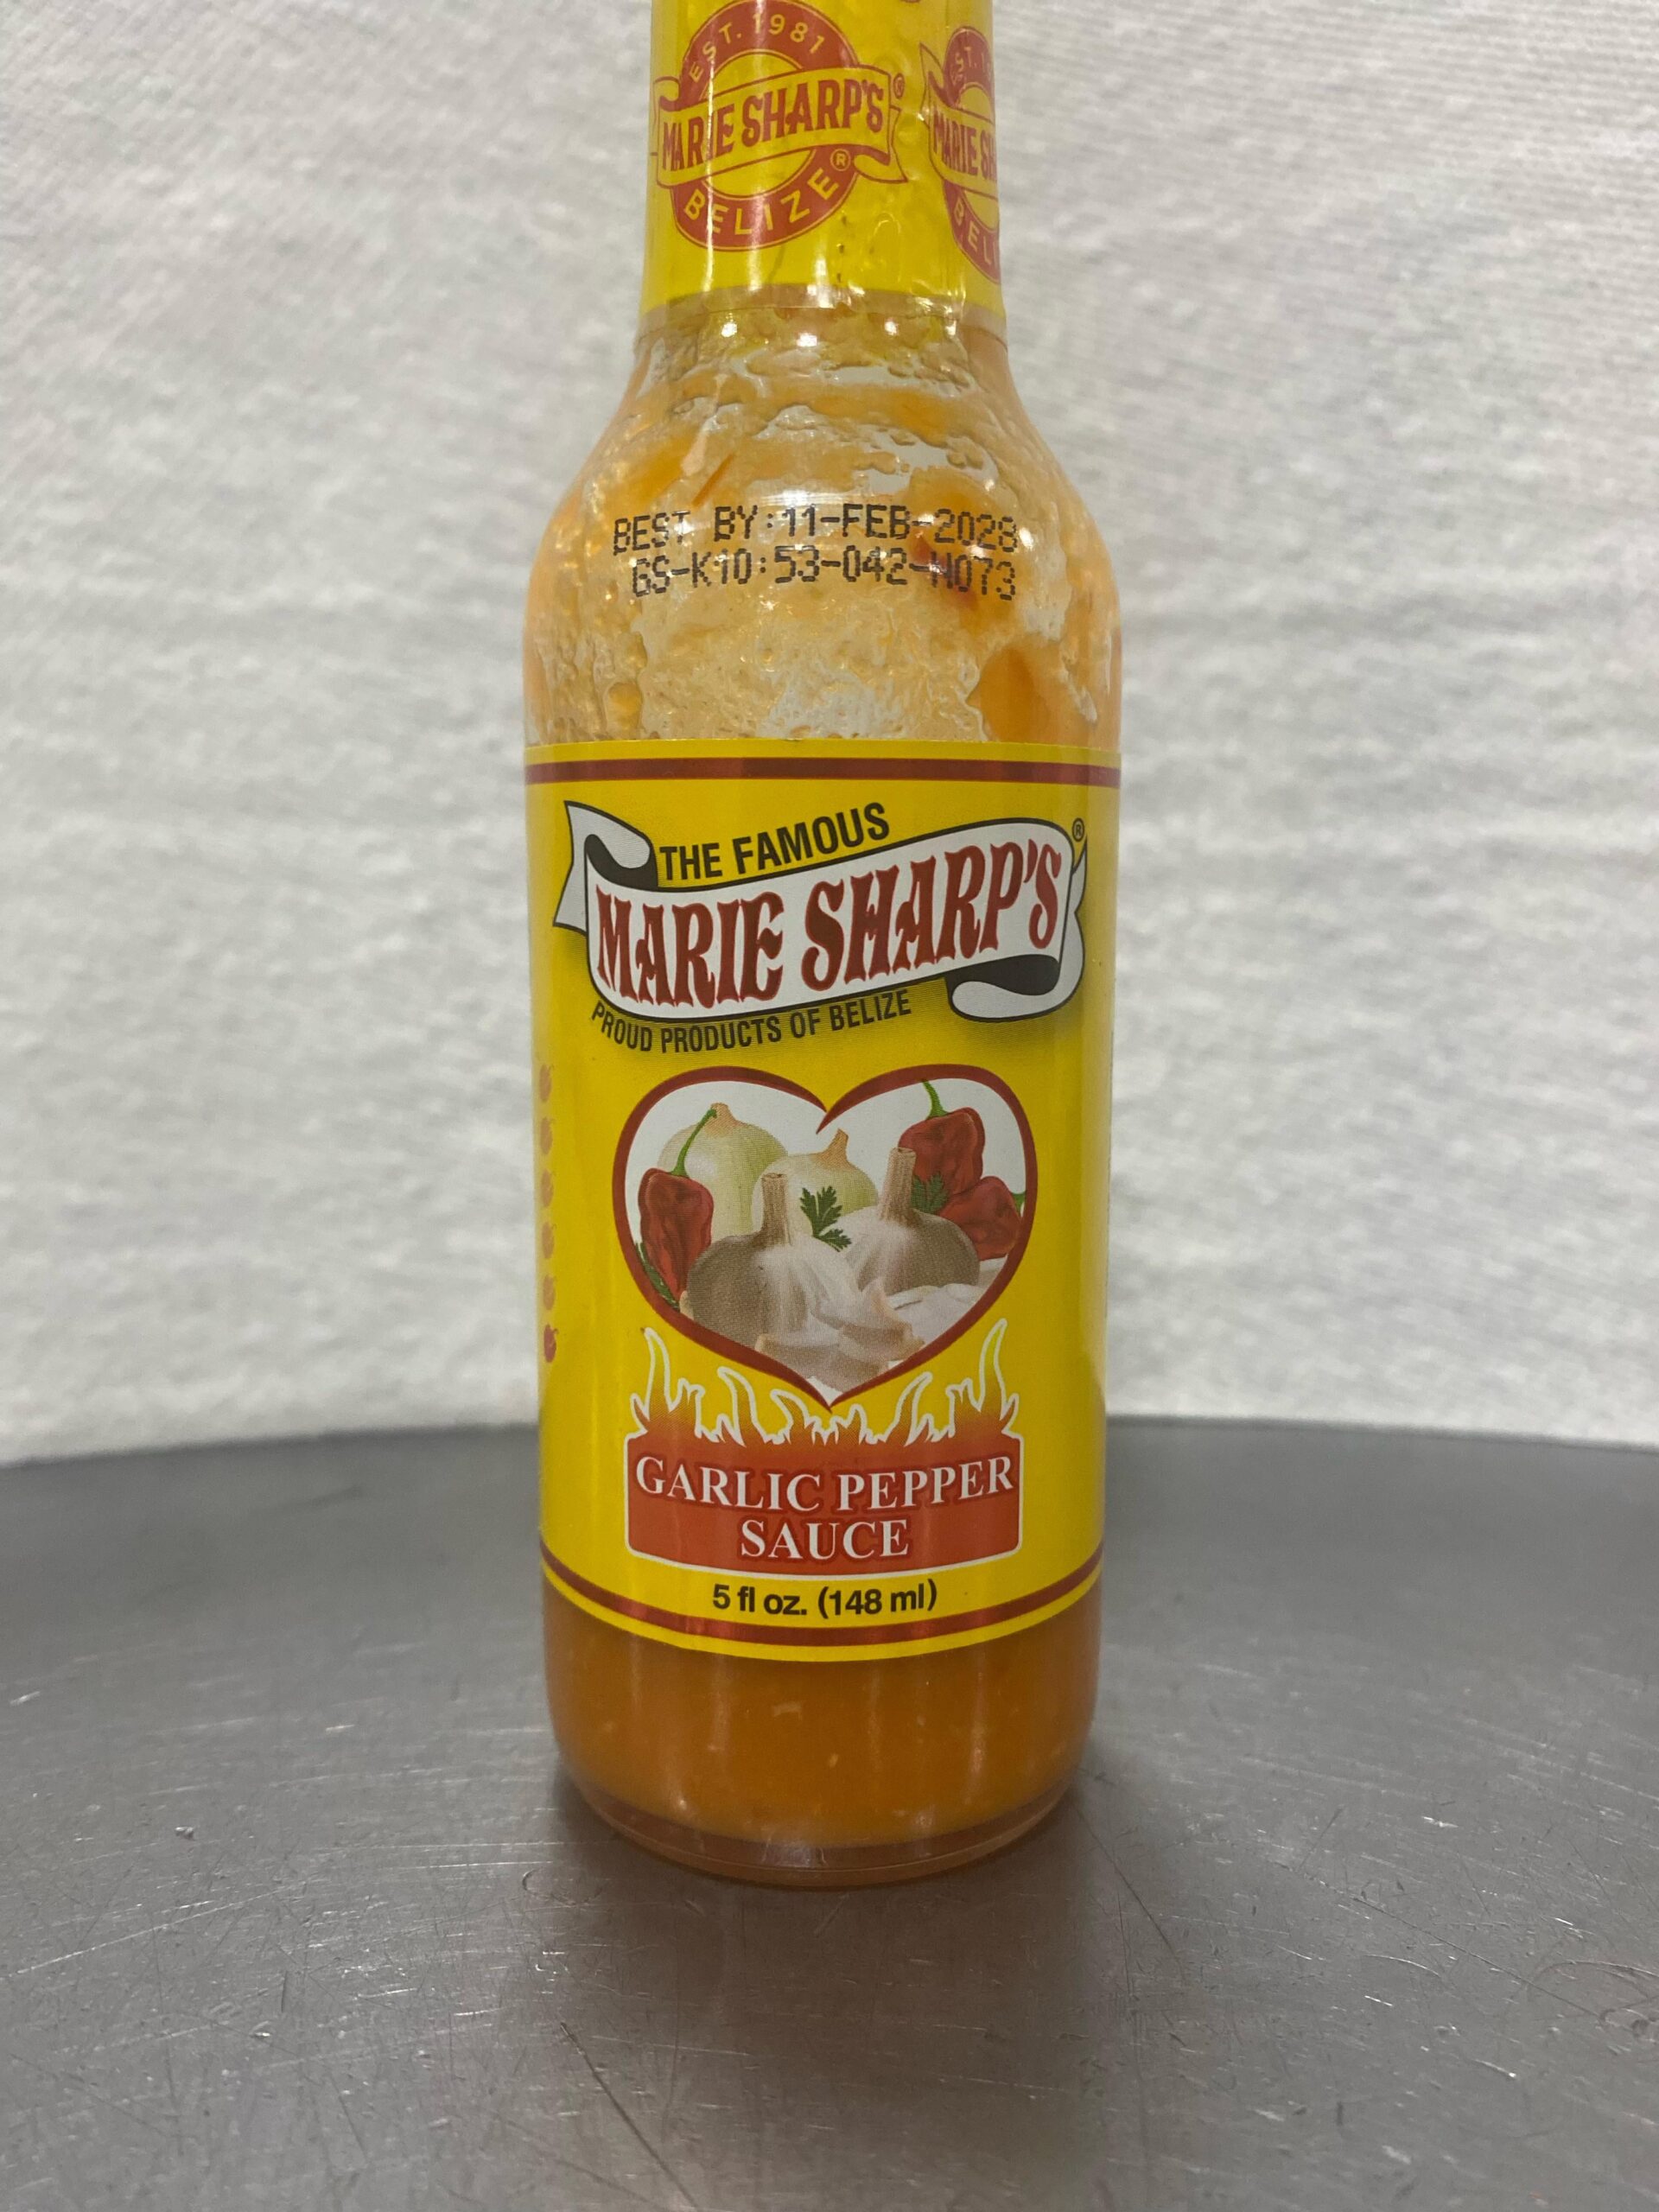 EST. 1981
MARIE SHARP'S®
BELIZE®
BEST BY:11-FEB-2028
GS-K10:53-042-H073
THE FAMOUS
MARIE SHARP'S®
PROUD PRODUCTS OF BELIZE
GARLIC PEPPER
SAUCE
5 fl oz. (148 ml)